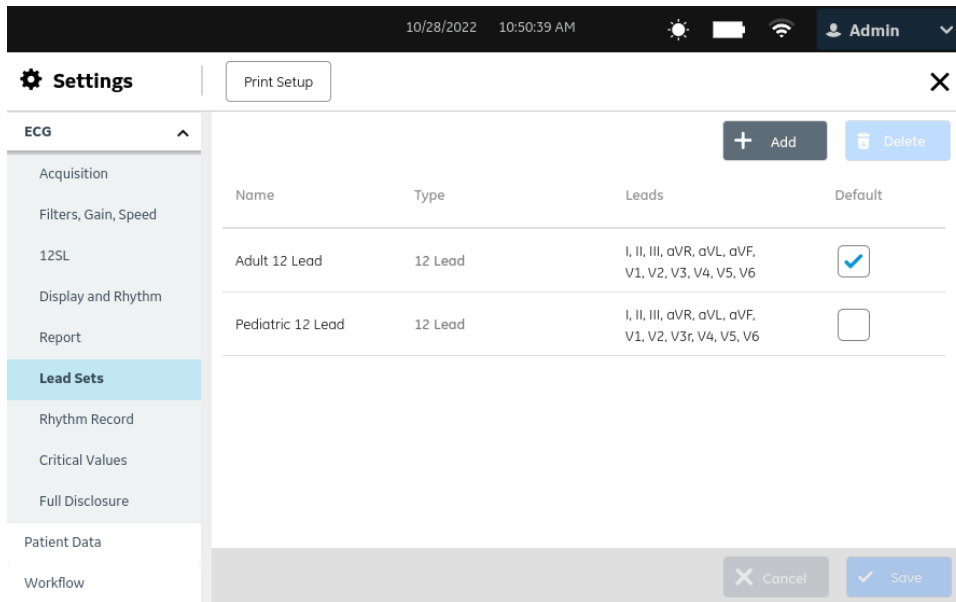 10/28/2022 10:50:39 AM Admin
Settings
Print Setup
ECG
Acquisition
Filters, Gain, Speed
12SL
Display and Rhythm
Report
Lead Sets
Rhythm Record
Critical Values
Full Disclosure
Patient Data
Workflow
Add
Delete
Name Type Leads Default
Adult 12 Lead 12 Lead I, II, III, aVR, aVL, aVF,
V1, V2, V3, V4, V5, V6
Pediatric 12 Lead 12 Lead I, II, III, aVR, aVL, aVF,
V1, V2, V3r, V4, V5, V6
Cancel
Save